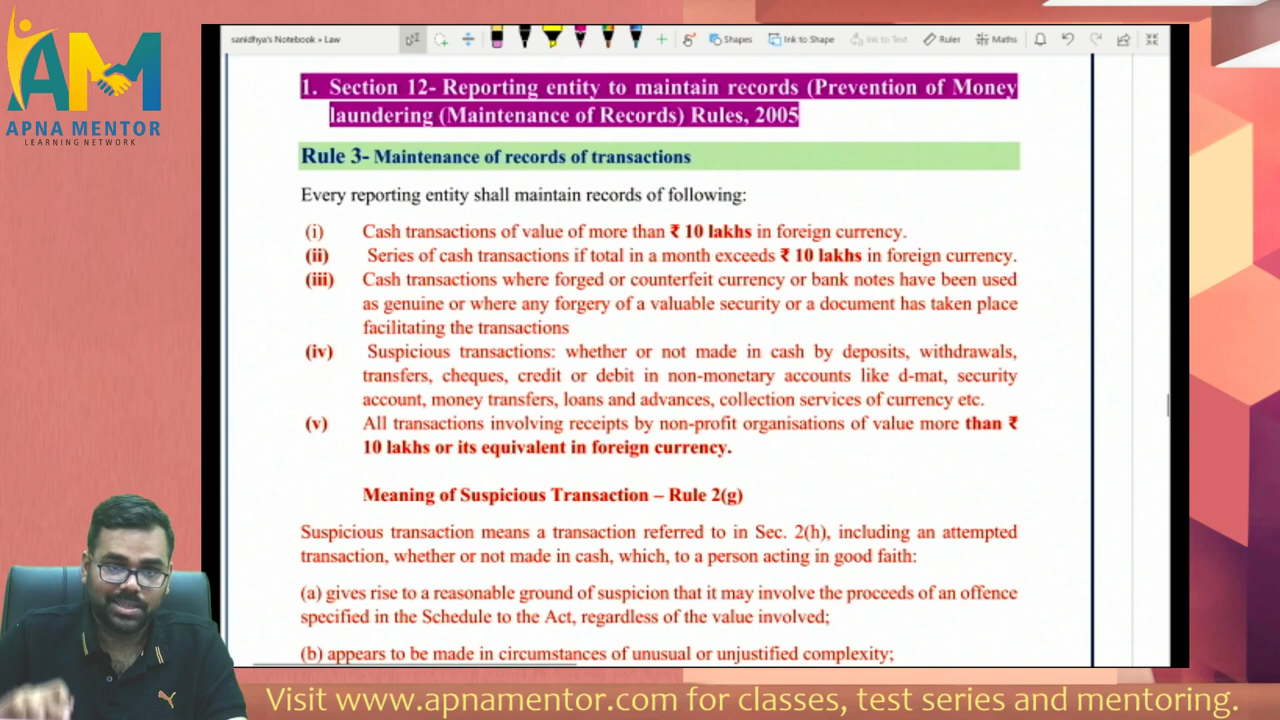 AM
APNA MENTOR
LEARNING NETWORK
sanidhya's Notebook » Law
Shapes
Ink to Shape
Ink to Text
Ruler
Maths
1. Section 12- Reporting entity to maintain records (Prevention of Money
laundering (Maintenance of Records) Rules, 2005
Rule 3- Maintenance of records of transactions
Every reporting entity shall maintain records of following:
(i) Cash transactions of value of more than ₹ 10 lakhs in foreign currency.
(ii) Series of cash transactions if total in a month exceeds ₹ 10 lakhs in foreign currency.
(iii) Cash transactions where forged or counterfeit currency or bank notes have been used
as genuine or where any forgery of a valuable security or a document has taken place
facilitating the transactions
(iv) Suspicious transactions: whether or not made in cash by deposits, withdrawals,
transfers, cheques, credit or debit in non-monetary accounts like d-mat, security
account, money transfers, loans and advances, collection services of currency etc.
(v) All transactions involving receipts by non-profit organisations of value more than ₹
10 lakhs or its equivalent in foreign currency.
Meaning of Suspicious Transaction – Rule 2(g)
Suspicious transaction means a transaction referred to in Sec. 2(h), including an attempted
transaction, whether or not made in cash, which, to a person acting in good faith:
(a) gives rise to a reasonable ground of suspicion that it may involve the proceeds of an offence
specified in the Schedule to the Act, regardless of the value involved;
(b) appears to be made in circumstances of unusual or unjustified complexity;
Visit www.apnamentor.com for classes, test series and mentoring.